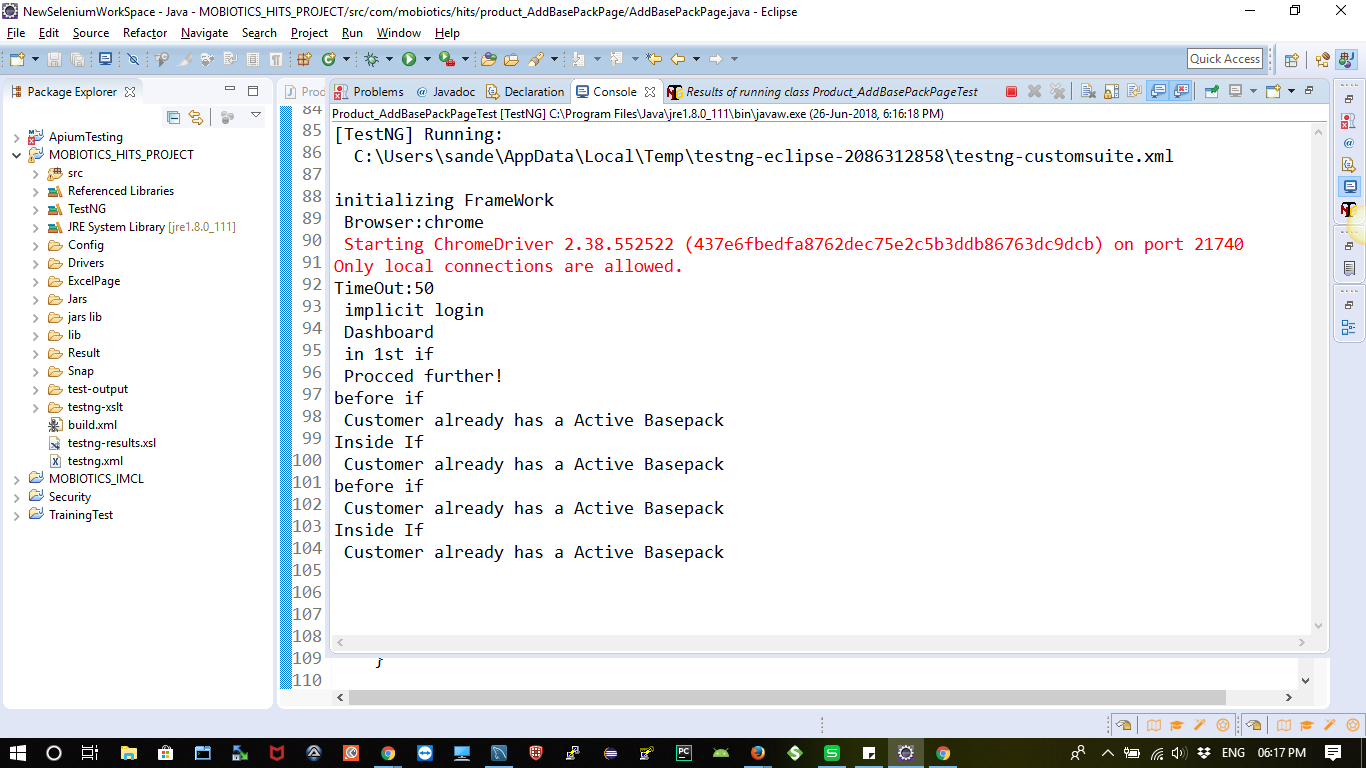 NewSeleniumWorkSpace - Java - MOBIOTICS_HITS_PROJECT/src/com/mobiotics/hits/product_AddBasePackPage/AddBasePackPage.java - Eclipse
File Edit Source Refactor Navigate Search Project Run Window Help
Quick Access
Package Explorer
ApiumTesting
MOBIOTICS_HITS_PROJECT
src
Referenced Libraries
TestNG
JRE System Library [jre1.8.0_111]
Config
Drivers
ExcelPage
Jars
jars lib
lib
Result
Snap
test-output
testng-xslt
build.xml
testng-results.xsl
testng.xml
MOBIOTICS_IMCL
Security
TrainingTest
Proc
84
85
86
87
88
89
90
91
92
93
94
95
96
97
98
99
100
101
102
103
104
105
106
107
108
109
110
Problems @ Javadoc Declaration Console Results of running class Product_AddBasePackPageTest
Product_AddBasePackPageTest [TestNG] C:\Program Files\Java\jre1.8.0_111\bin\javaw.exe (26-Jun-2018, 6:16:18 PM)
[TestNG] Running:
C:\Users\sande\AppData\Local\Temp\testng-eclipse-2086312858\testng-customsuite.xml
initializing FrameWork
Browser:chrome
Starting ChromeDriver 2.38.552522 (437e6fbedfa8762dec75e2c5b3ddb86763dc9dcb) on port 21740
Only local connections are allowed.
TimeOut:50
implicit login
Dashboard
in 1st if
Procced further!
before if
Customer already has a Active Basepack
Inside If
Customer already has a Active Basepack
before if
Customer already has a Active Basepack
Inside If
Customer already has a Active Basepack
}
ENG 06:17 PM